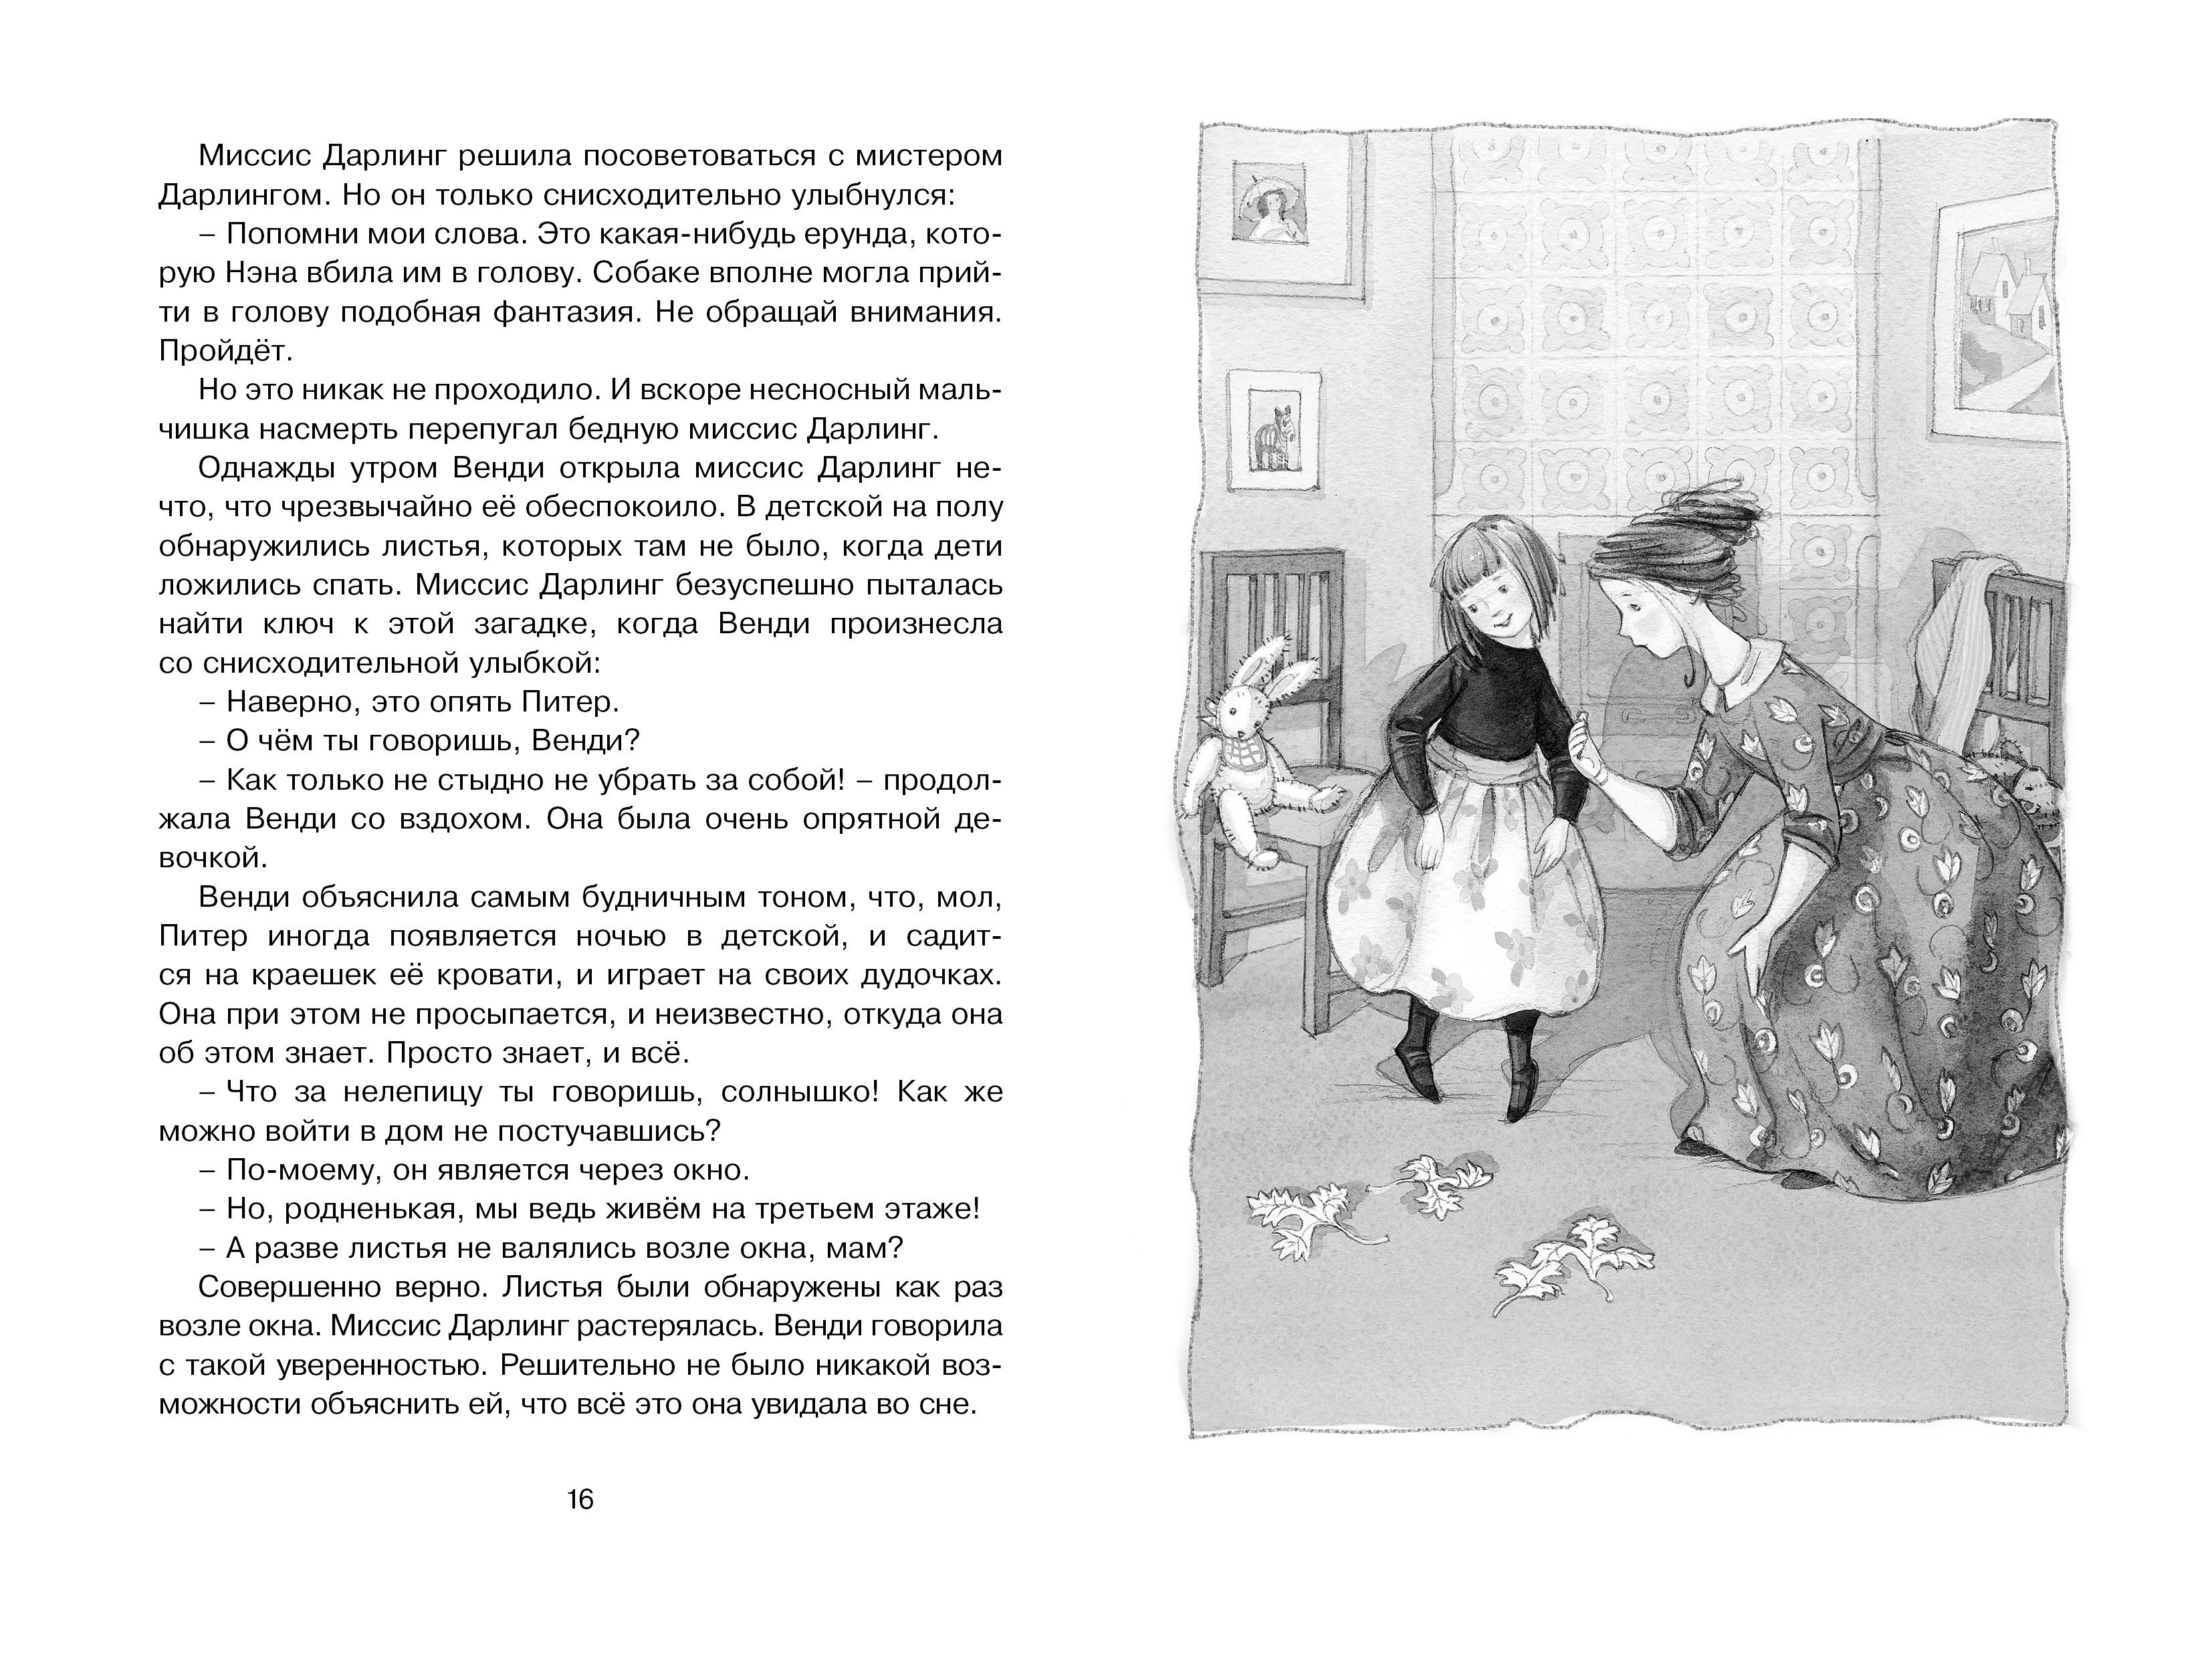 Миссис Дарлинг решила посоветоваться с мистером
Дарлингом. Но он только снисходительно улыбнулся:
– Попомни мои слова. Это какая-нибудь ерунда, кото-
рую Нэна вбила им в голову. Собаке вполне могла прий-
ти в голову подобная фантазия. Не обращай внимания.
Пройдёт.
Но это никак не проходило. И вскоре несносный маль-
чишка насмерть перепугал бедную миссис Дарлинг.
Однажды утром Венди открыла миссис Дарлинг не-
что, что чрезвычайно её обеспокоило. В детской на полу
обнаружились листья, которых там не было, когда дети
ложились спать. Миссис Дарлинг безуспешно пыталась
найти ключ к этой загадке, когда Венди произнесла
со снисходительной улыбкой:
– Наверно, это опять Питер.
– О чём ты говоришь, Венди?
– Как только не стыдно не убрать за собой! – продол-
жала Венди со вздохом. Она была очень опрятной де-
вочкой.
Венди объяснила самым будничным тоном, что, мол,
Питер иногда появляется ночью в детской, и садит-
ся на краешек её кровати, и играет на своих дудочках.
Она при этом не просыпается, и неизвестно, откуда она
об этом знает. Просто знает, и всё.
– Что за нелепицу ты говоришь, солнышко! Как же
можно войти в дом не постучавшись?
– По-моему, он является через окно.
– Но, родненькая, мы ведь живём на третьем этаже!
– А разве листья не валялись возле окна, мам?
Совершенно верно. Листья были обнаружены как раз
возле окна. Миссис Дарлинг растерялась. Венди говорила
с такой уверенностью. Решительно не было никакой воз-
можности объяснить ей, что всё это она увидала во сне.
16